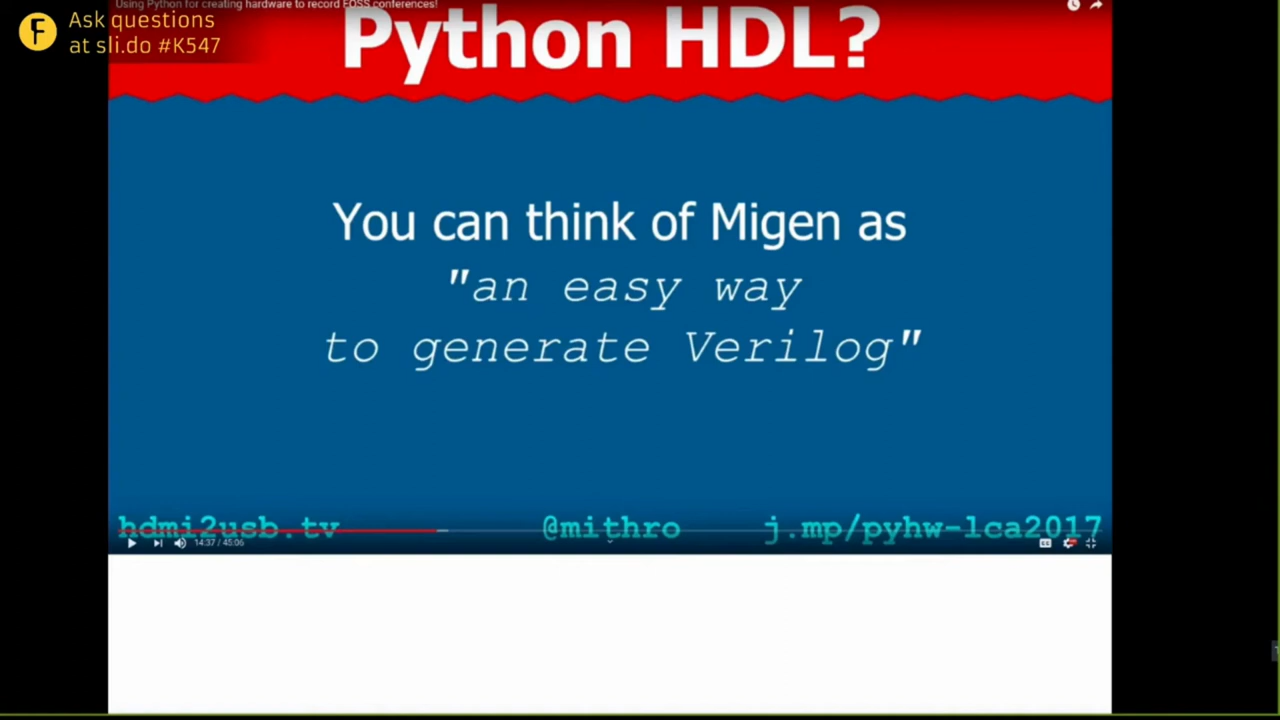 Using Python for creating hardware to record FOSS conferences!
F
Ask questions
at sli.do #K547
Python HDL?
You can think of Migen as
"an easy way
to generate Verilog"
hdmi2usb.tv
@mithro
j.mp/pyhw-lca2017
14:37 / 45:06